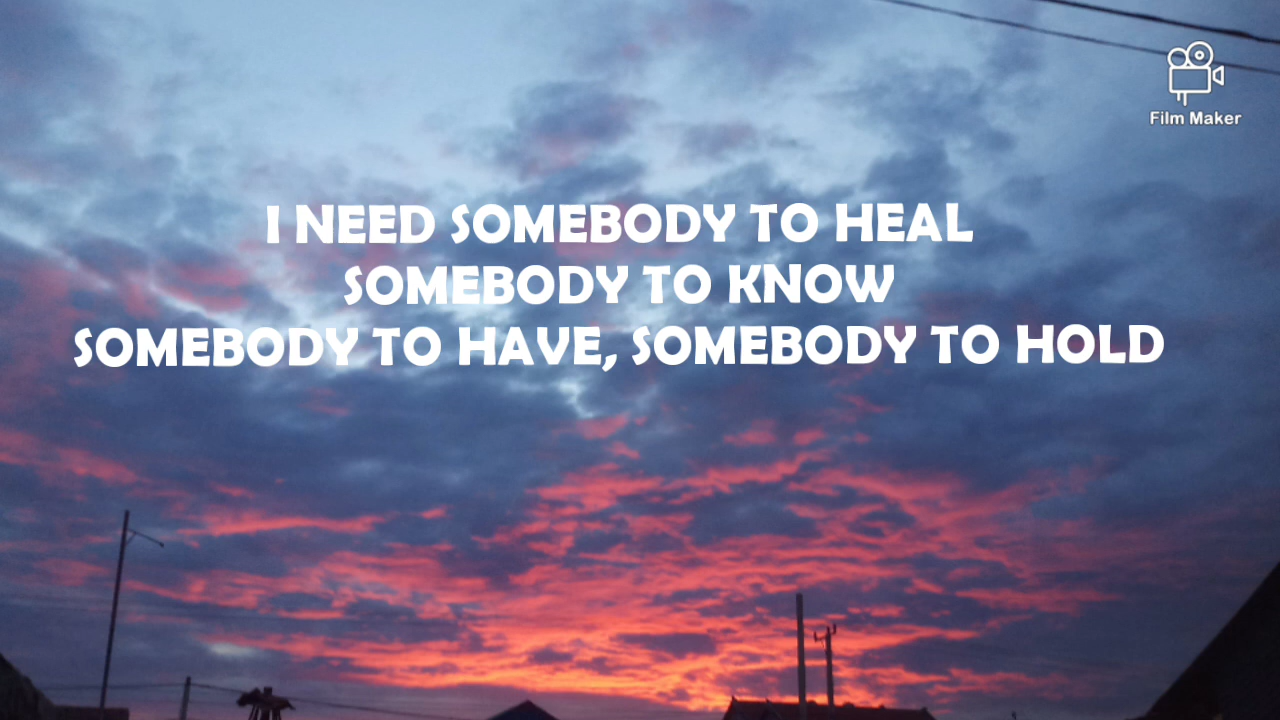 Film Maker
I NEED SOMEBODY TO HEAL
SOMEBODY TO KNOW
SOMEBODY TO HAVE, SOMEBODY TO HOLD